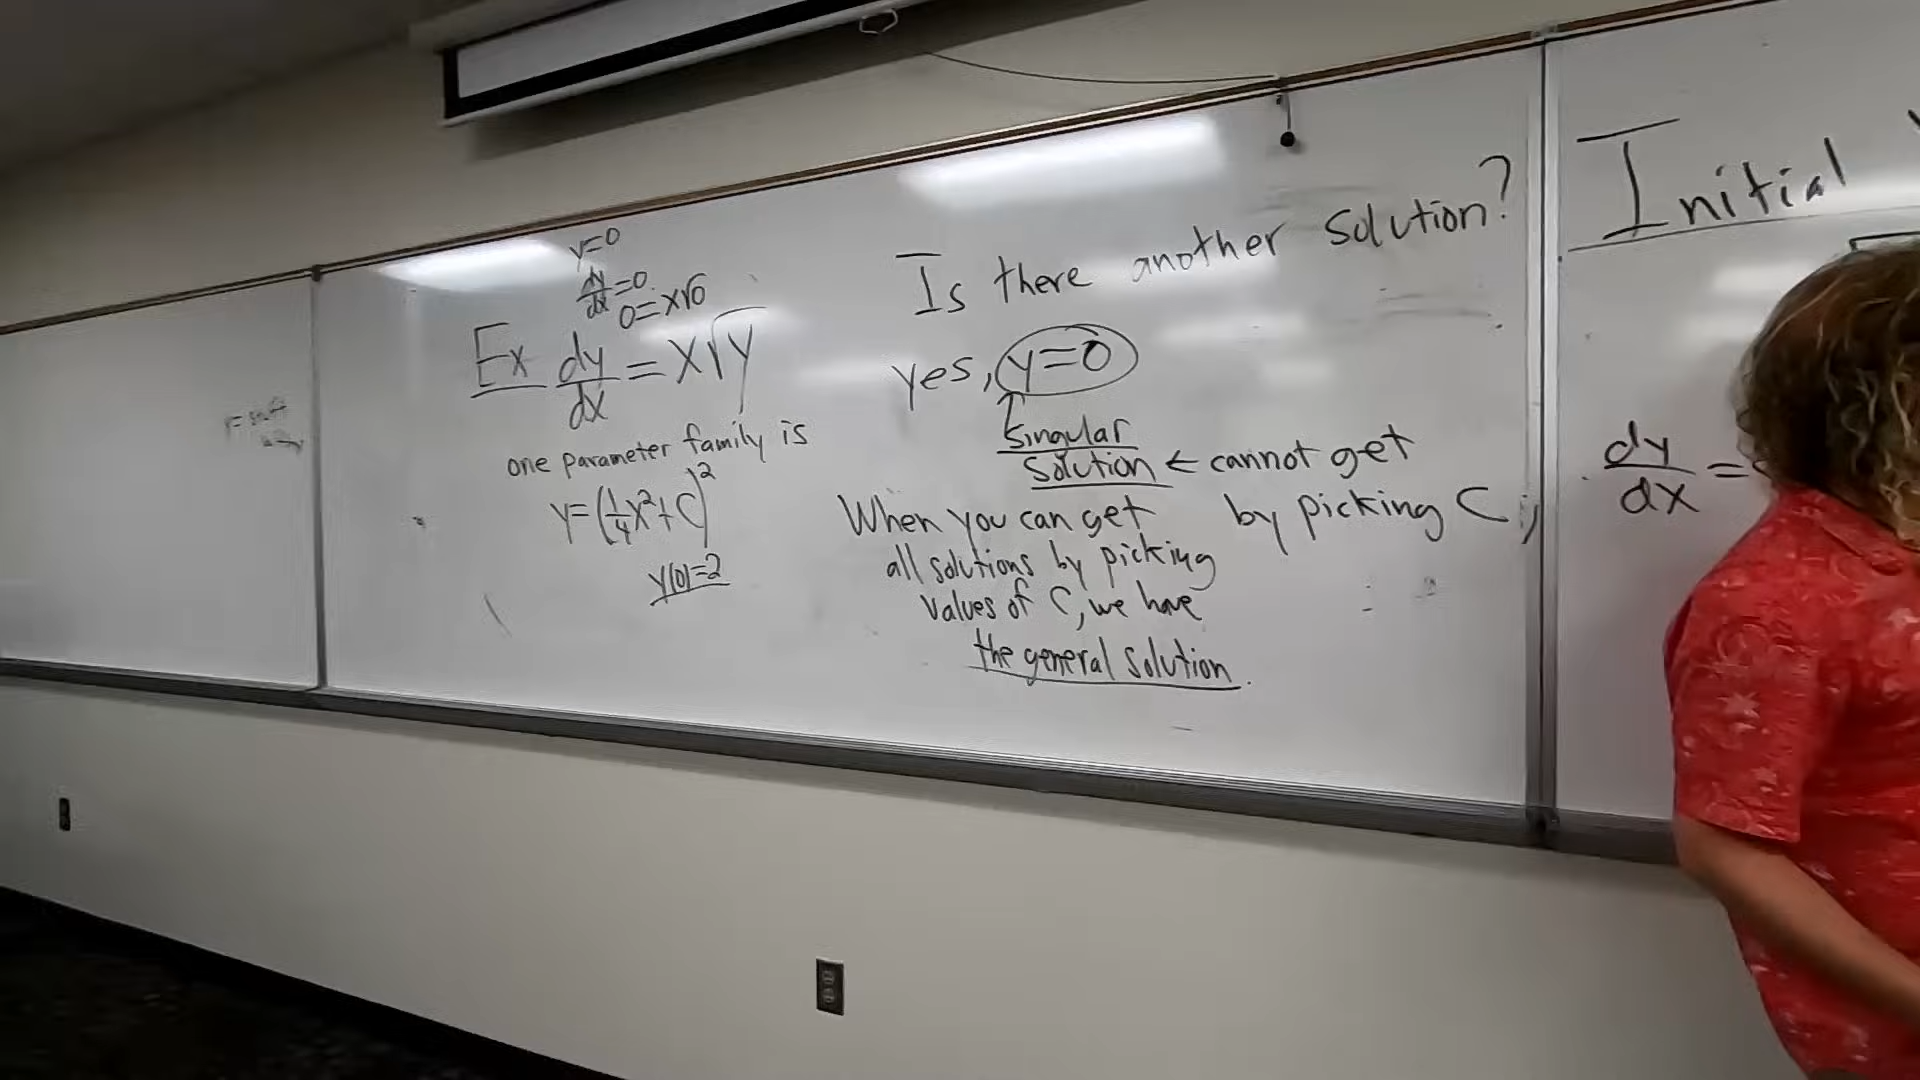 y=0
dy/dx=0
0=x√0
Ex dy/dx = x√y
one parameter family is
y=(1/4x²+C)²
y(0)=2
Is there another solution?
yes, y=0
↑
Singular
Solution ← cannot get
by picking C,
When you can get
all solutions by picking
values of C, we have
the general solution.
Initial
dy/dx =